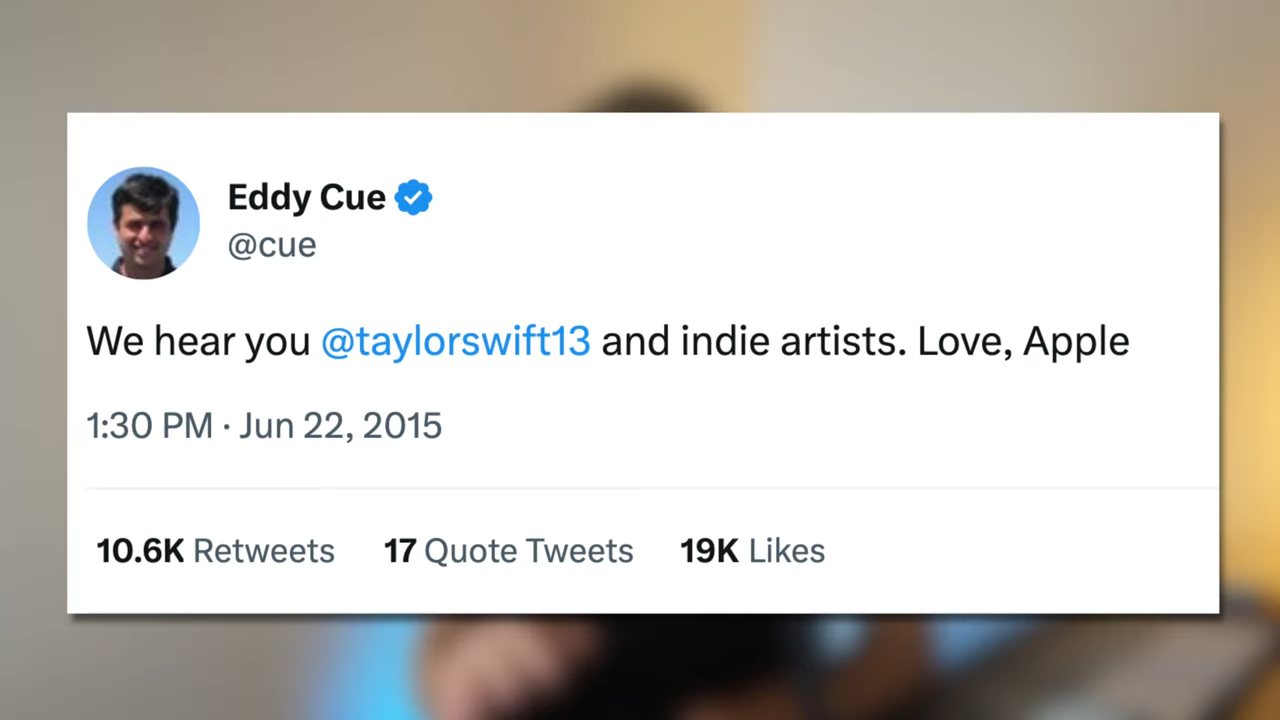 Eddy Cue
@cue
We hear you @taylorswift13 and indie artists. Love, Apple
1:30 PM · Jun 22, 2015
10.6K Retweets 17 Quote Tweets 19K Likes